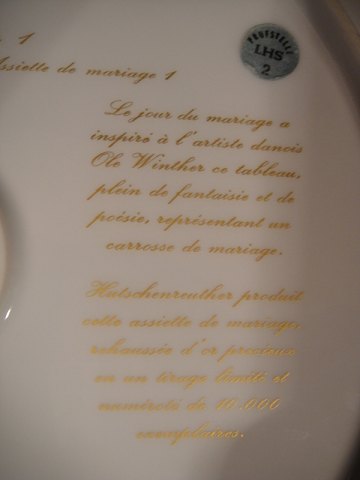 1
Assiette de mariage 1
PRÜFSTELLE
LHS
2
Le jour du mariage a
inspiré à l'artiste danois
Ole Winther ce tableau,
plein de fantaisie et de
poésie, représentant un
carrosse de mariage.
Hutschenreuther produit
cette assiette de mariage,
rehaussée d'or precieux
en un tirage limité et
numéroté de 10.000
exemplaires.